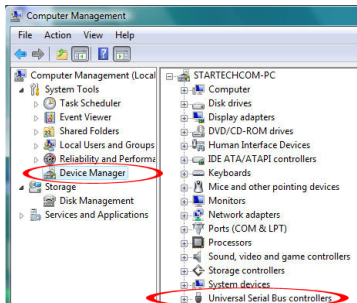 Computer Management
File Action View Help
Computer Management (Local
System Tools
Task Scheduler
Event Viewer
Shared Folders
Local Users and Groups
Reliability and Performa
Device Manager
Storage
Disk Management
Services and Applications
STARTECHCOM-PC
Computer
Disk drives
Display adapters
DVD/CD-ROM drives
Human Interface Devices
IDE ATA/ATAPI controllers
Keyboards
Mice and other pointing devices
Monitors
Network adapters
Ports (COM & LPT)
Processors
Sound, video and game controllers
Storage controllers
System devices
Universal Serial Bus controllers